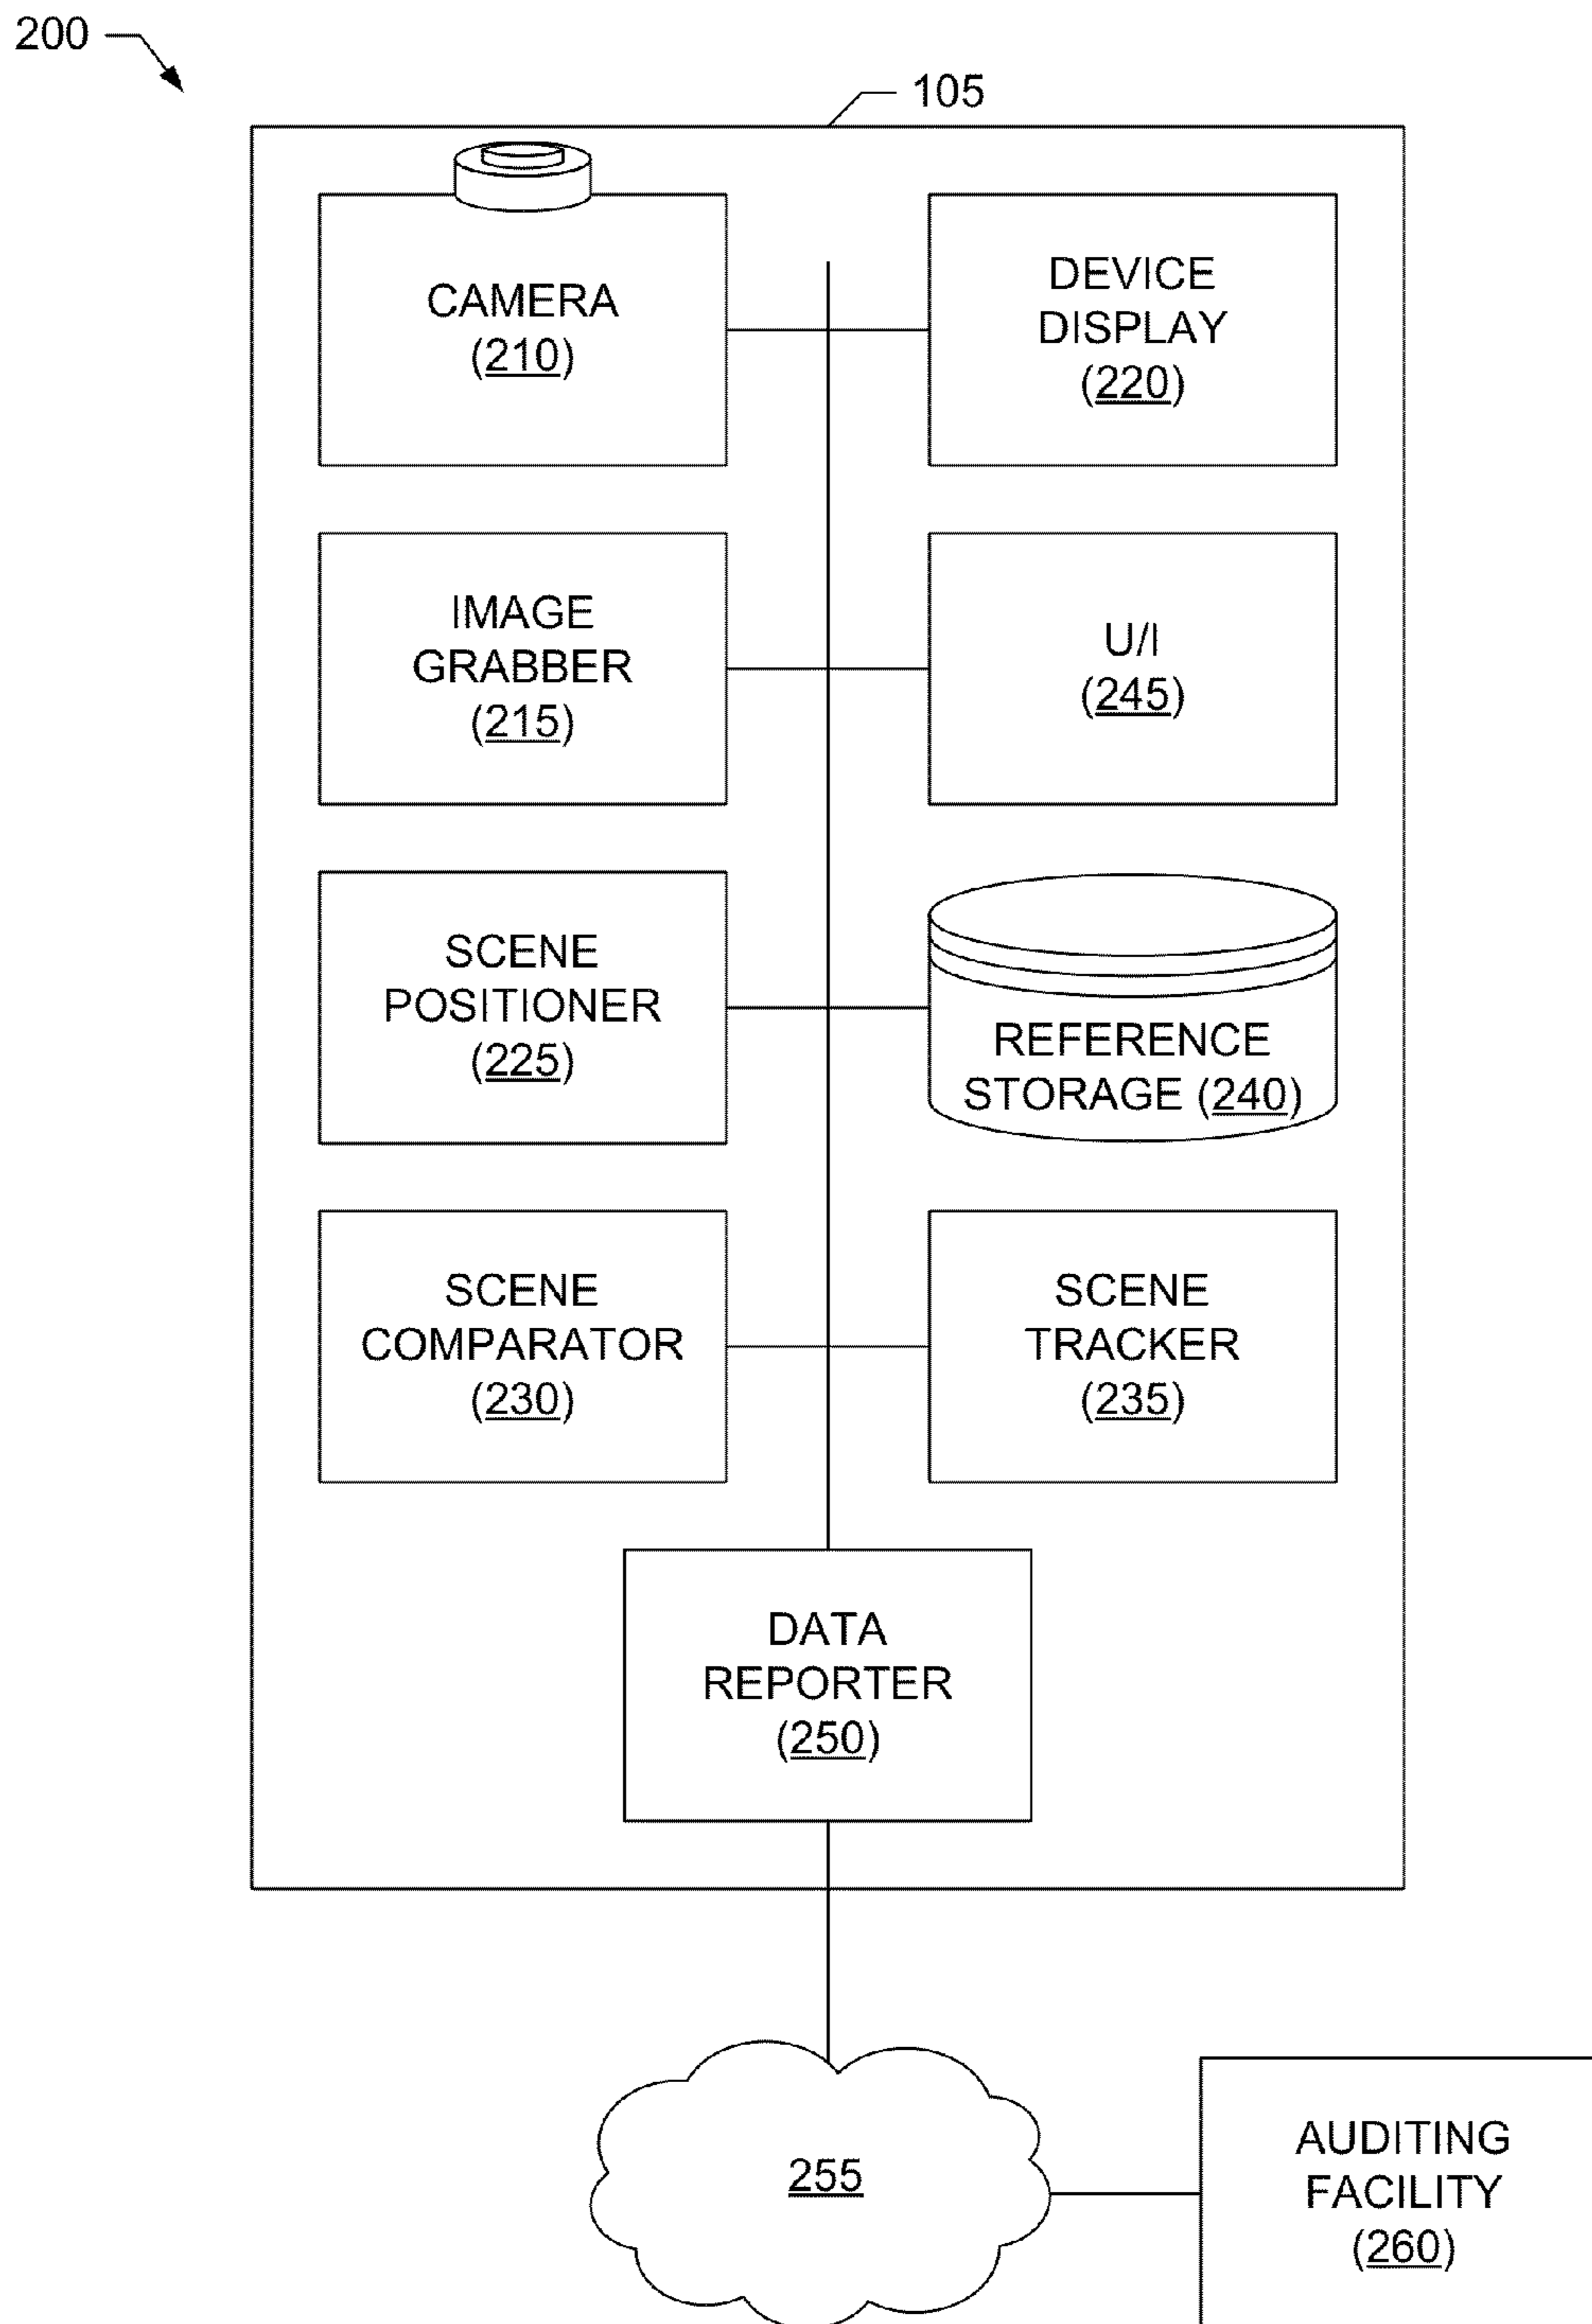 200
105
CAMERA
(210)
DEVICE
DISPLAY
(220)
IMAGE
GRABBER
(215)
U/I
(245)
SCENE
POSITIONER
(225)
REFERENCE
STORAGE (240)
SCENE
COMPARATOR
(230)
SCENE
TRACKER
(235)
DATA
REPORTER
(250)
255
AUDITING
FACILITY
(260)